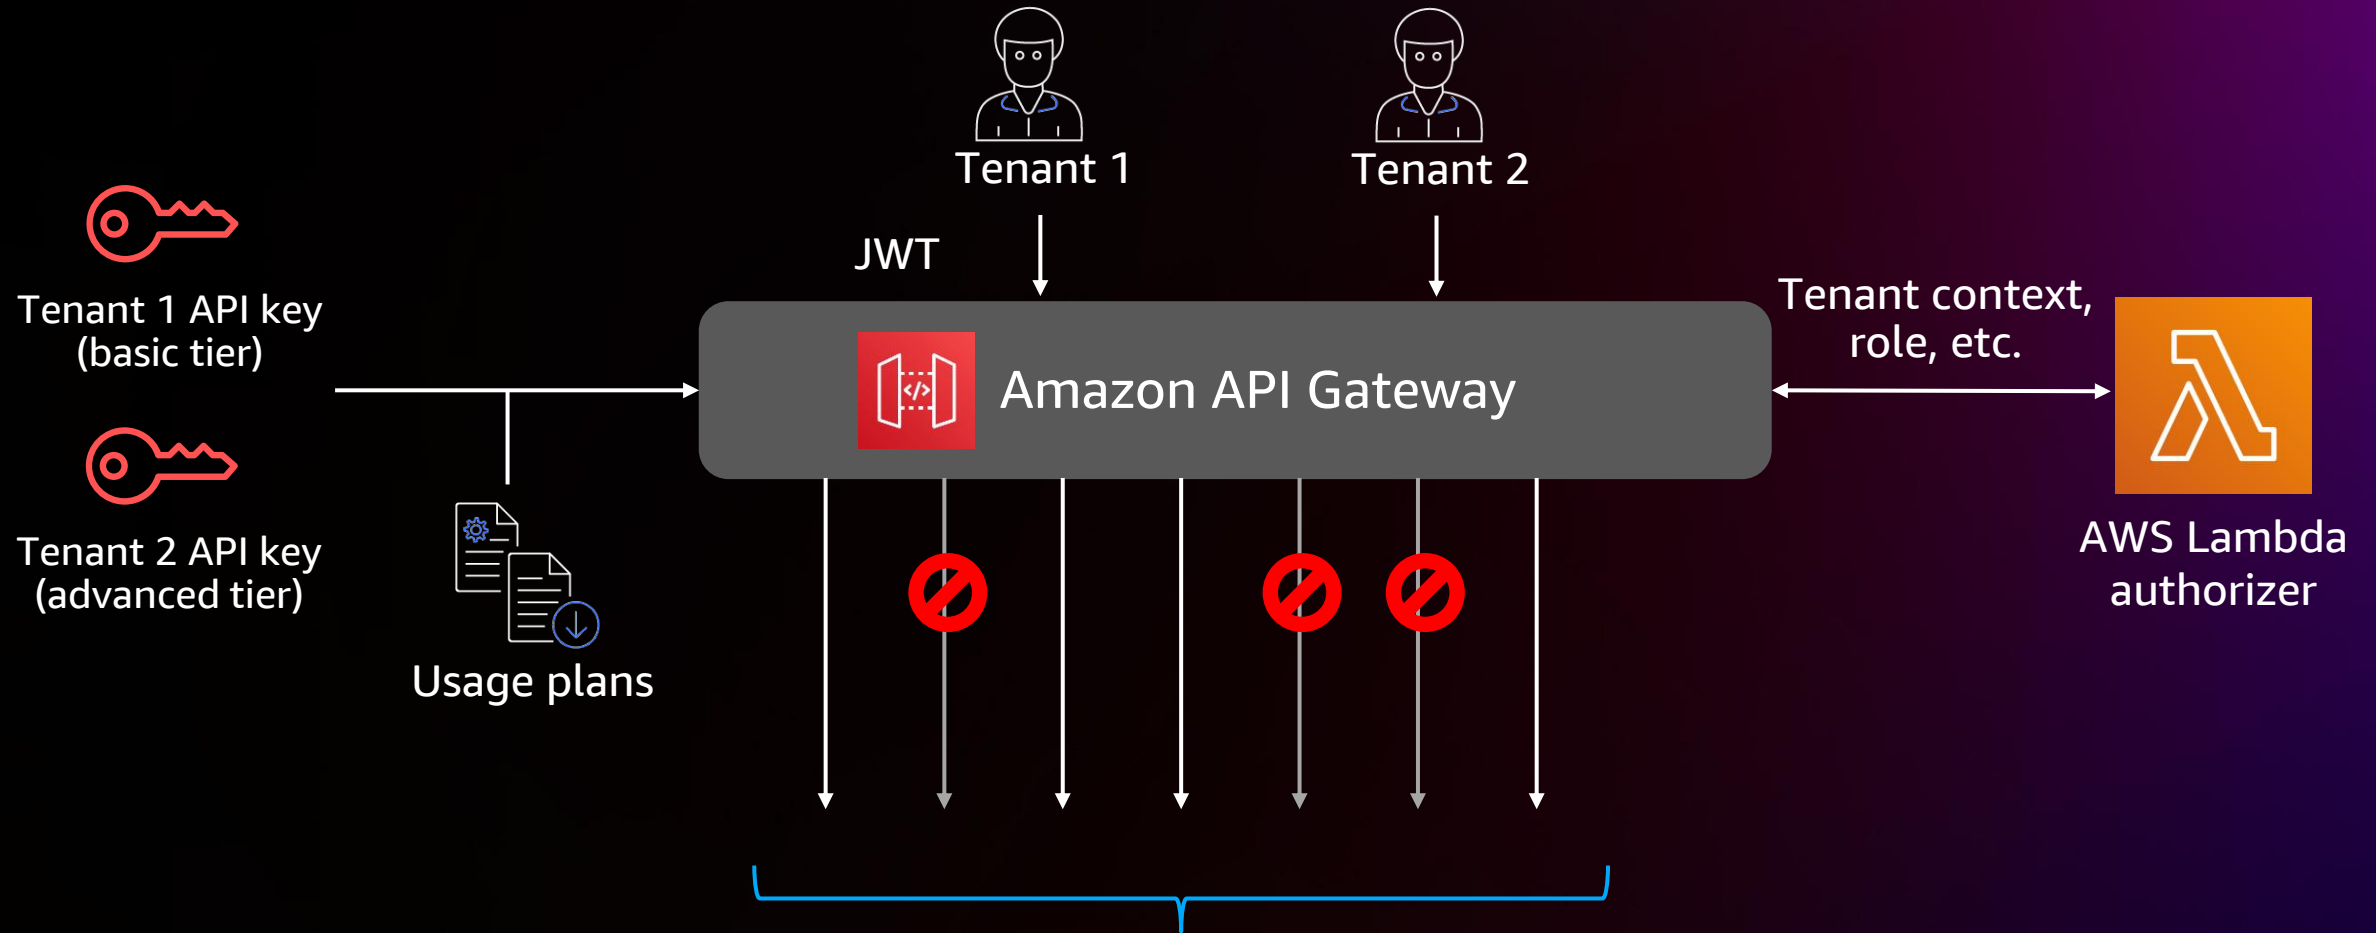 Tenant 1
Tenant 2
JWT
Tenant 1 API key
(basic tier)
Tenant 2 API key
(advanced tier)
Usage plans
Amazon API Gateway
Tenant context,
role, etc.
AWS Lambda
authorizer